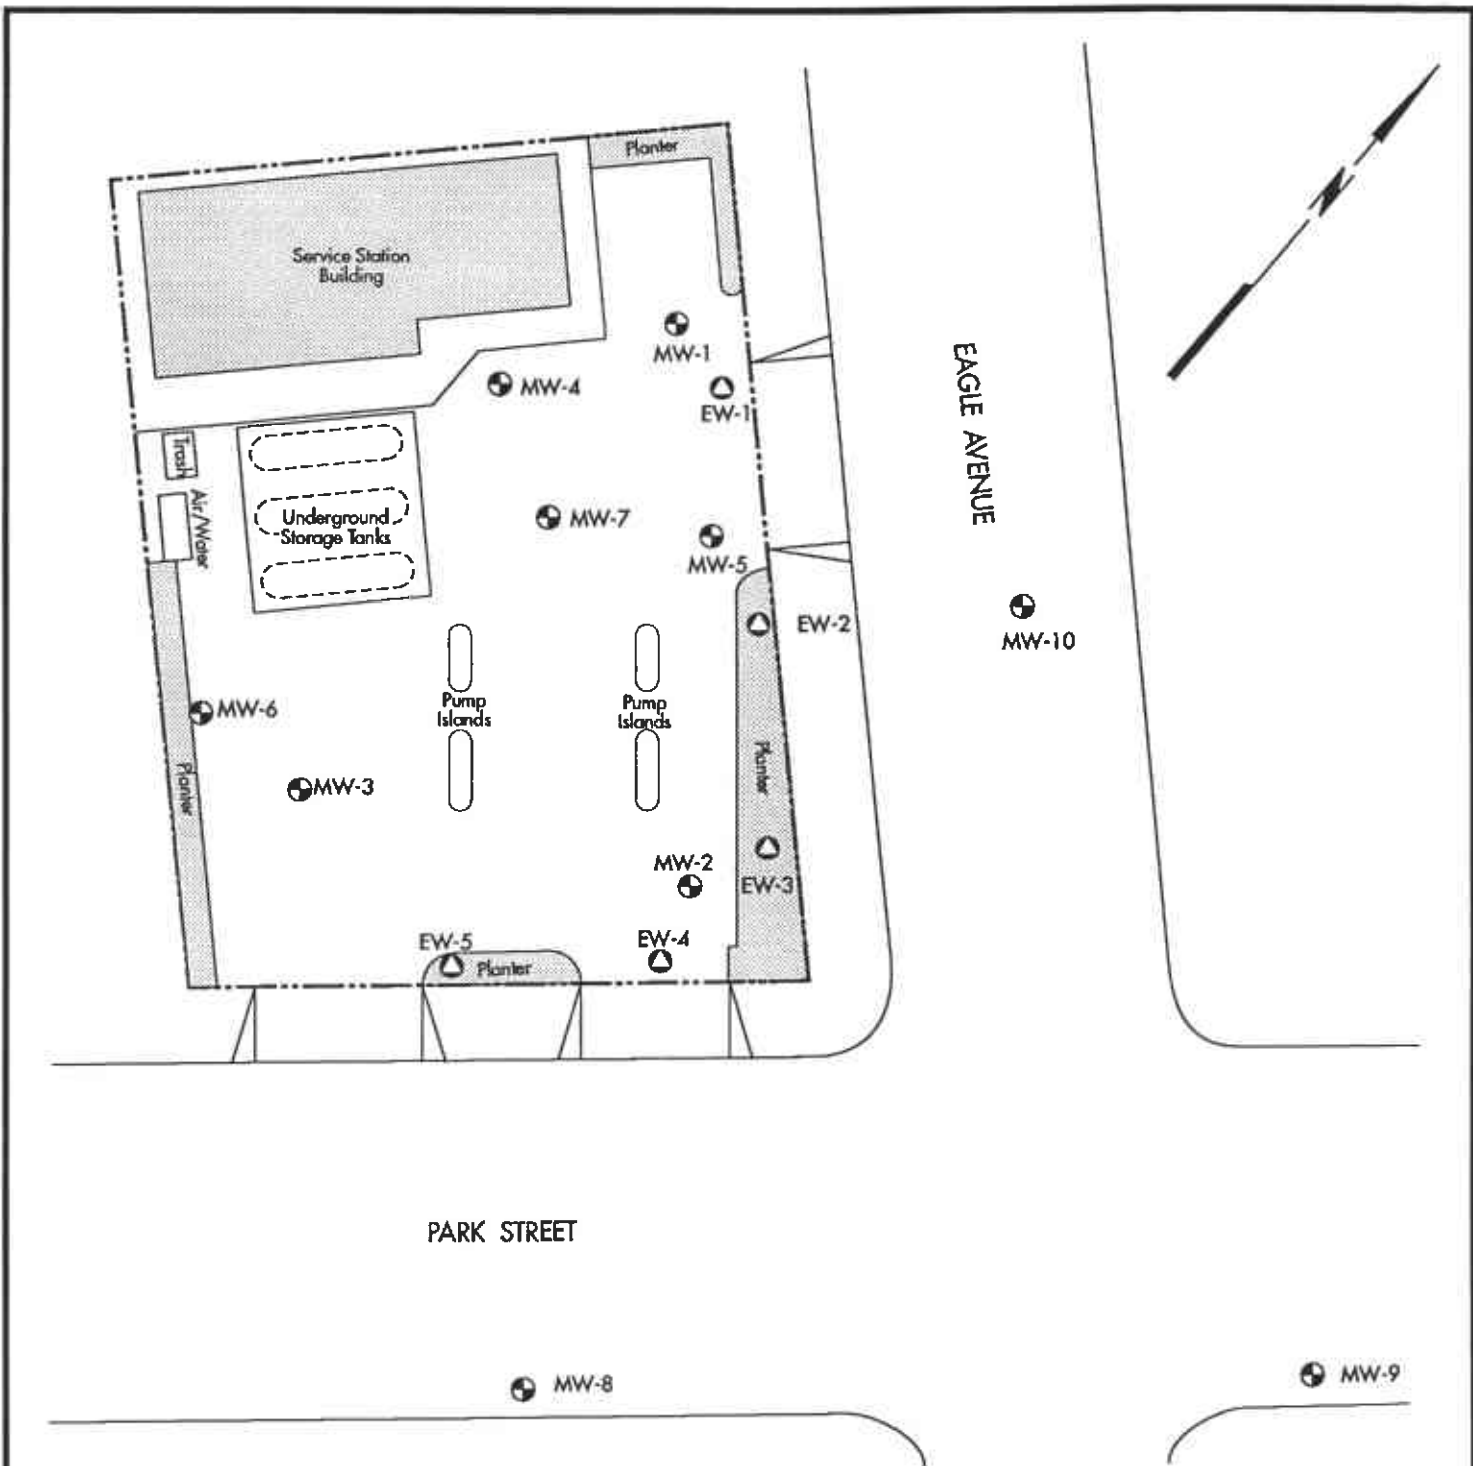 Planter
Service Station
Building
MW-1
MW-4
EW-1
EAGLE AVENUE
Trash
Air/Water
Underground
Storage Tanks
MW-7
MW-5
EW-2
MW-10
N
Pump
Islands
Pump
Islands
MW-6
Planter
Planter
MW-3
MW-2
EW-3
EW-5
EW-4
Planter
PARK STREET
MW-8
MW-9